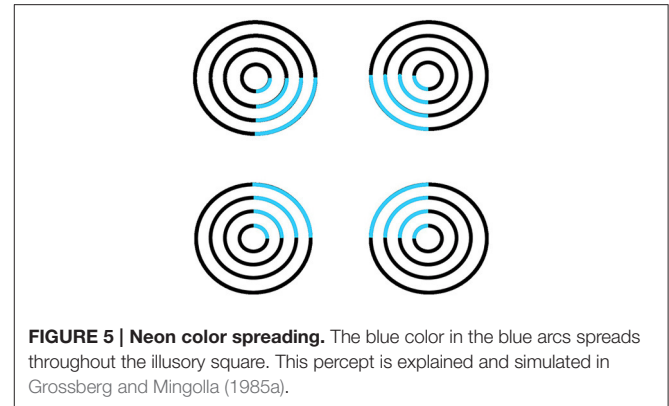 FIGURE 5 | Neon color spreading. The blue color in the blue arcs spreads
throughout the illusory square. This percept is explained and simulated in
Grossberg and Mingolla (1985a).